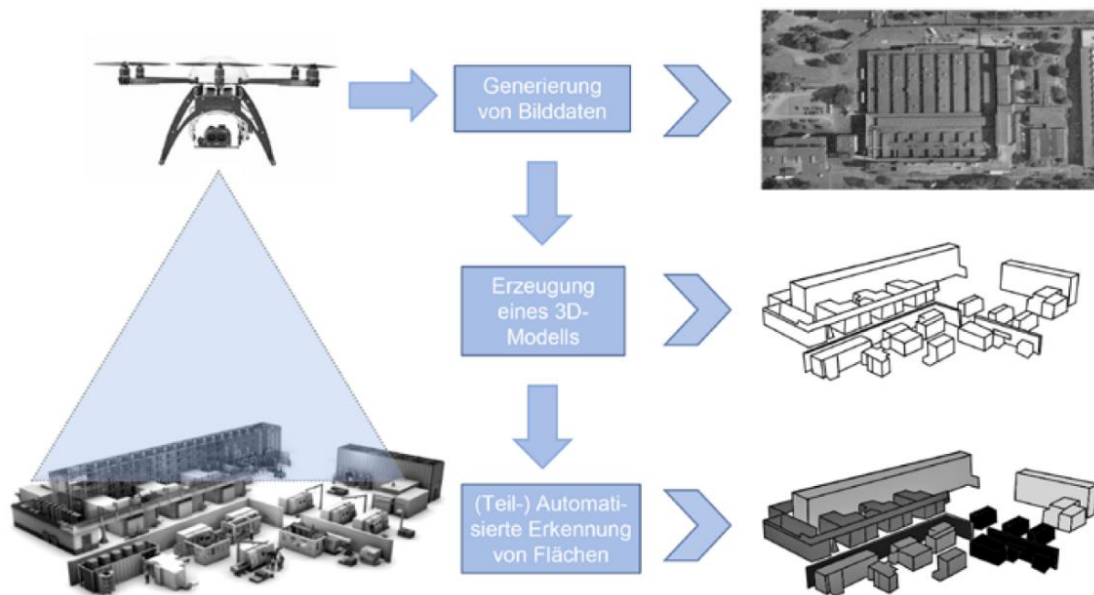 Generierung
von Bilddaten
Erzeugung
eines 3D-
Modells
(Teil-) Automati-
sierte Erkennung
von Flächen